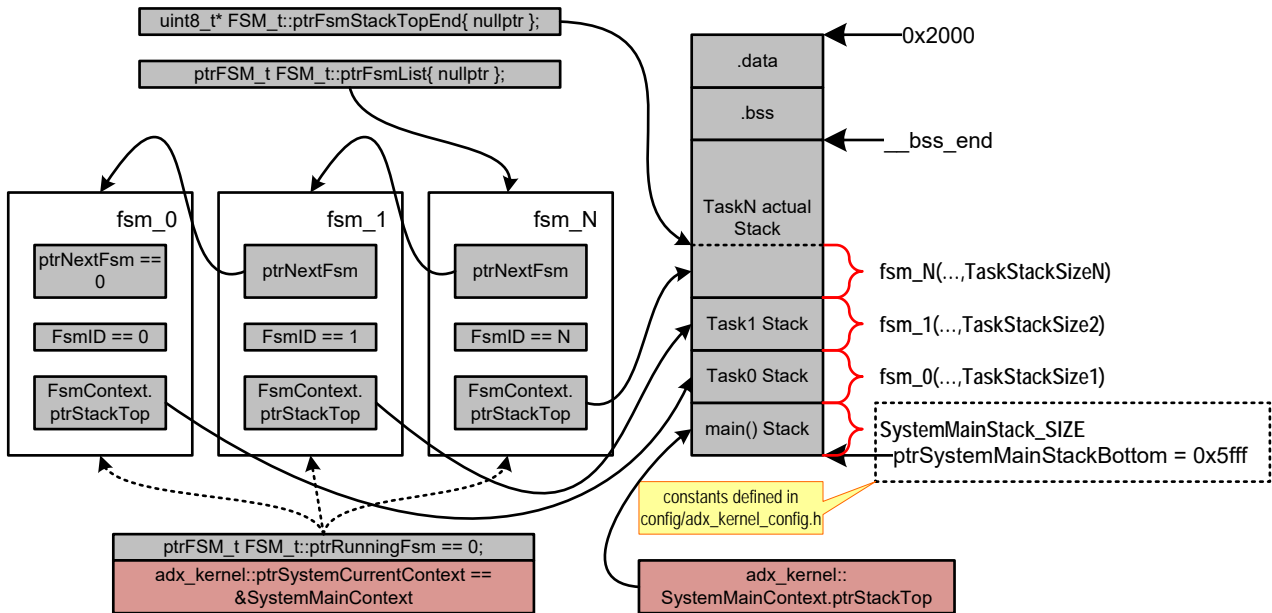 uint8_t* FSM_t::ptrFsmStackTopEnd{ nullptr };
ptrFSM_t FSM_t::ptrFsmList{ nullptr };
0x2000
.data
.bss
__bss_end
fsm_0
fsm_1
fsm_N
ptrNextFsm ==
0
ptrNextFsm
ptrNextFsm
TaskN actual
Stack
fsm_N(...,TaskStackSizeN)
FsmID == 0
FsmID == 1
FsmID == N
Task1 Stack
fsm_1(...,TaskStackSize2)
FsmContext.
ptrStackTop
FsmContext.
ptrStackTop
FsmContext.
ptrStackTop
Task0 Stack
fsm_0(...,TaskStackSize1)
main() Stack
SystemMainStack_SIZE
ptrSystemMainStackBottom = 0x5fff
constants defined in
config/adx_kernel_config.h
ptrFSM_t FSM_t::ptrRunningFsm == 0;
adx_kernel::ptrSystemCurrentContext ==
&SystemMainContext
adx_kernel::
SystemMainContext.ptrStackTop